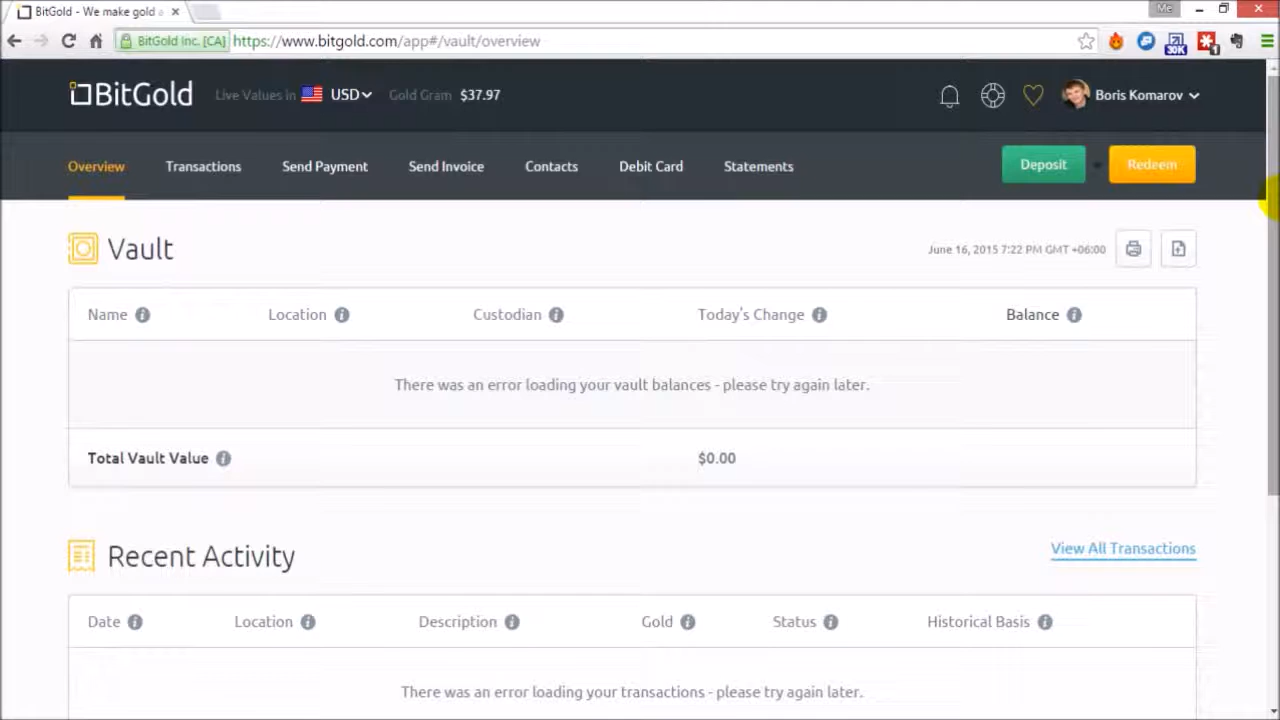 BitGold - We make gold a
Me
BitGold Inc. [CA] https://www.bitgold.com/app#/vault/overview
30K
1
BitGold Live Values in USD Gold Gram $37.97 Boris Komarov
Overview Transactions Send Payment Send Invoice Contacts Debit Card Statements Deposit Redeem
Vault June 16, 2015 7:22 PM GMT +06:00
Name Location Custodian Today's Change Balance
There was an error loading your vault balances - please try again later.
Total Vault Value $0.00
Recent Activity View All Transactions
Date Location Description Gold Status Historical Basis
There was an error loading your transactions - please try again later.